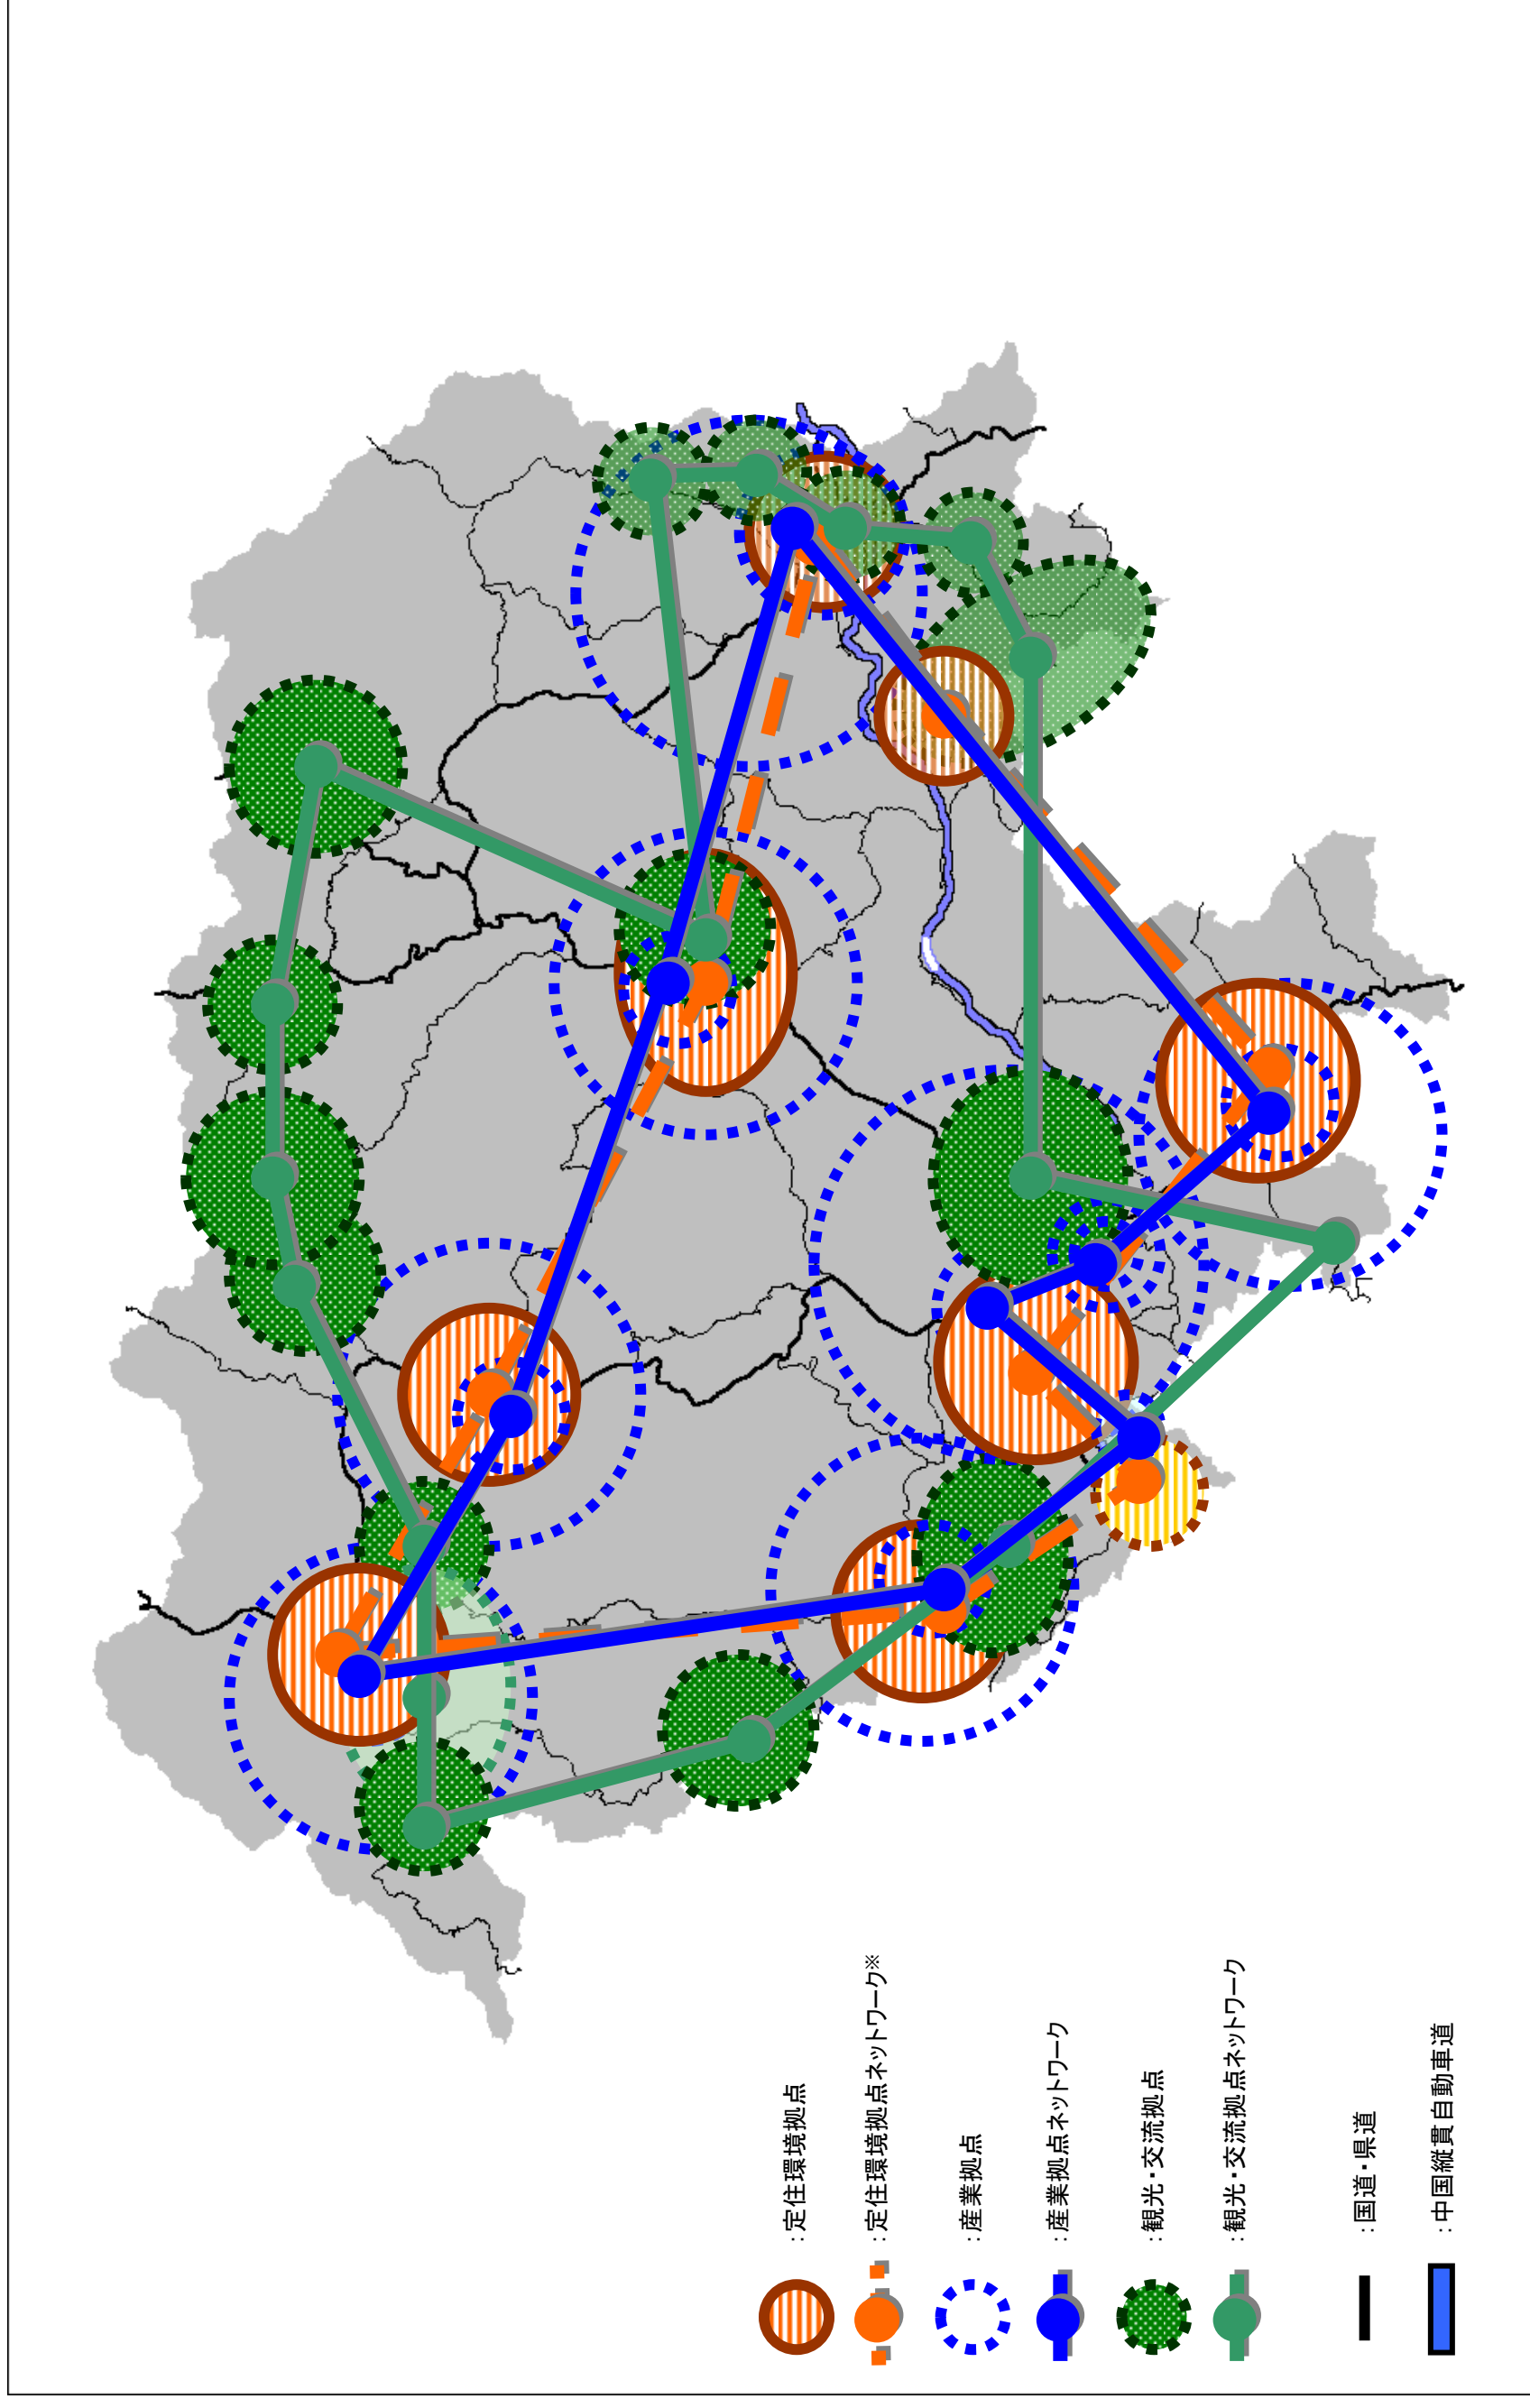 ：定住環境拠点
：定住環境拠点ネットワーク※
：産業拠点
：産業拠点ネットワーク
：観光・交流拠点
：観光・交流拠点ネットワーク
：国道・県道
：中国縦貫自動車道